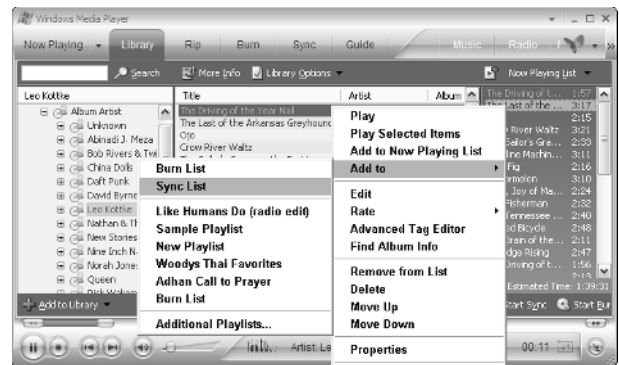 Windows Media Player
Now Playing Library Rip Burn Sync Guide Music Radio
Search More Info Library Options Now Playing List
Leo Kottke
Title Artist Album
Album Artist
Unknown
Abinadi J. Meza
Bob Rivers & Twi
China Dolls
Daft Punk
David Byrne
Leo Kottke
Nathan & Th
New Stories
Nine Inch N
Norah Jone
Queen
The Driving of the Year Nail
The Last of the Arkansas Greyhound
Ojo
Crow River Waltz
Play
Play Selected Items
Add to Now Playing List
Add to
Edit
Rate
Advanced Tag Editor
Find Album Info
Remove from List
Delete
Move Up
Move Down
Properties
Burn List
Sync List
Like Humans Do (radio edit)
Sample Playlist
New Playlist
Woodys Thai Favorites
Adhan Call to Prayer
Burn List
Additional Playlists...
The Driving of t... 1:57
Last of the ... 3:17
2:15
River Waltz 3:21
Sailor's Gra... 2:33
ine Machin... 3:11
Fig 2:16
3:10
, Joy of Ma... 2:24
Fisherman 2:32
Tennessee ... 2:40
ed Bicycle 2:48
Brain of the... 2:11
dge Rising 2:47
Driving of t... 1:56
Estimated Time: 1:39:31
Add to Library
Start Sync Start Bur
Artist: Le
00:11